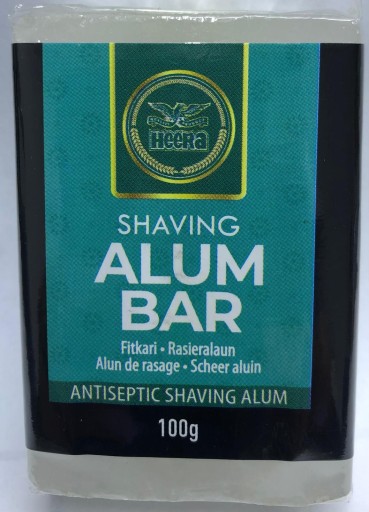 HEERA
SHAVING
ALUM
BAR
Fitkari • Rasieralaun
Alun de rasage • Scheer aluin
ANTISEPTIC SHAVING ALUM
100g